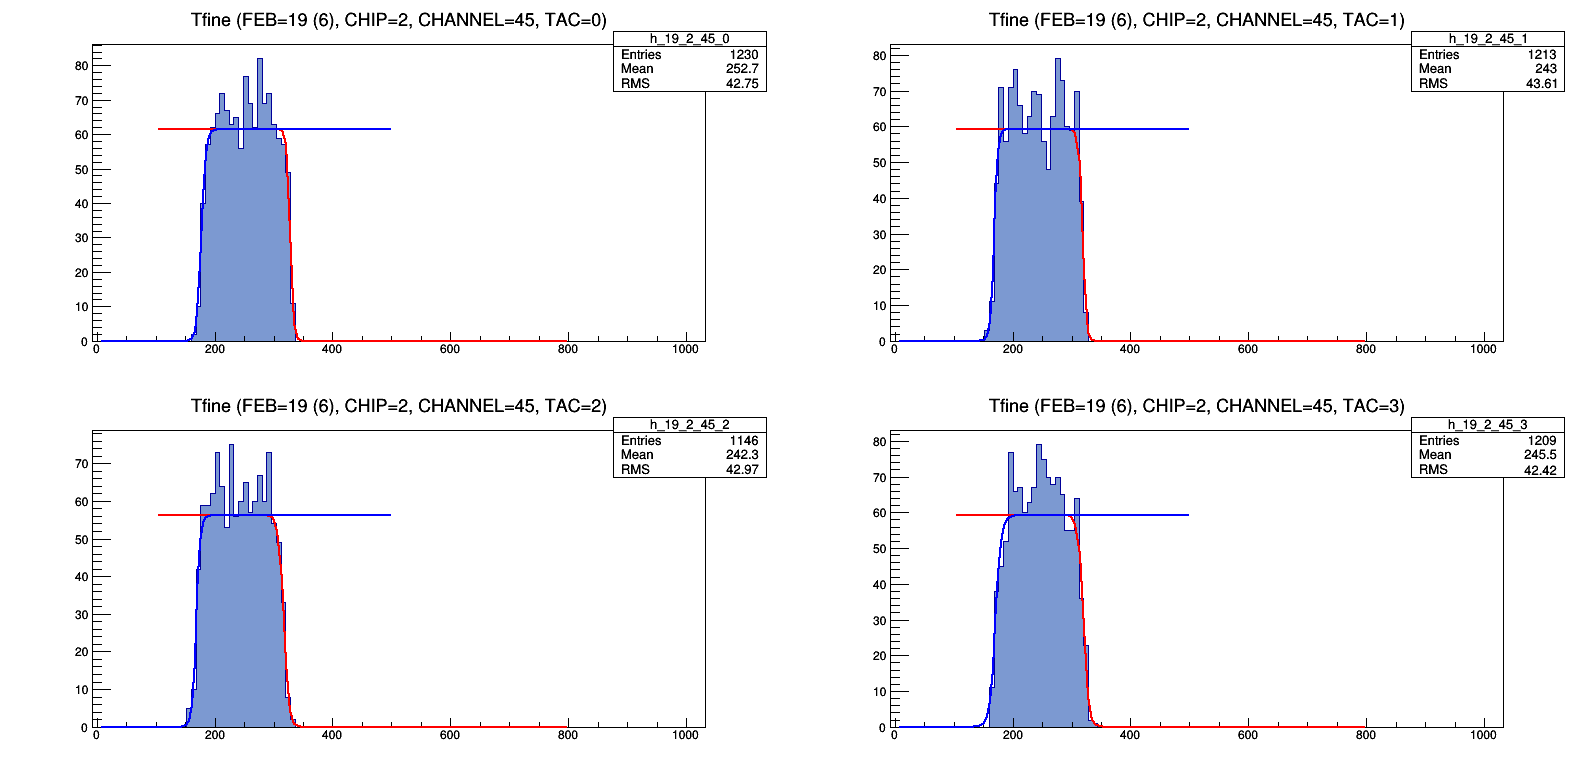 Tfine (FEB=19 (6), CHIP=2, CHANNEL=45, TAC=0)
h_19_2_45_0
Entries 1230
Mean 252.7
RMS 42.75
80
70
60
50
40
30
20
10
0
0 200 400 600 800 1000
Tfine (FEB=19 (6), CHIP=2, CHANNEL=45, TAC=1)
h_19_2_45_1
Entries 1213
Mean 243
RMS 43.61
80
70
60
50
40
30
20
10
0
0 200 400 600 800 1000
Tfine (FEB=19 (6), CHIP=2, CHANNEL=45, TAC=2)
h_19_2_45_2
Entries 1146
Mean 242.3
RMS 42.97
70
60
50
40
30
20
10
0
0 200 400 600 800 1000
Tfine (FEB=19 (6), CHIP=2, CHANNEL=45, TAC=3)
h_19_2_45_3
Entries 1209
Mean 245.5
RMS 42.42
80
70
60
50
40
30
20
10
0
0 200 400 600 800 1000